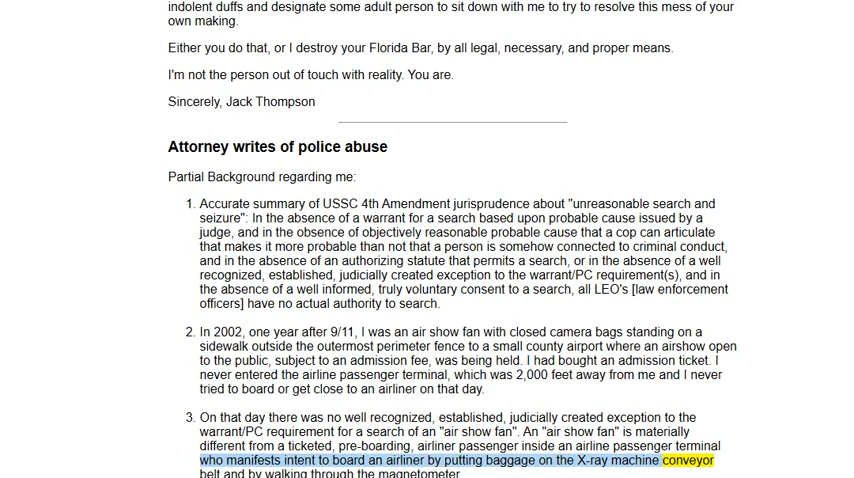 indolent duffs and designate some adult person to sit down with me to try to resolve this mess of your
own making.
Either you do that, or I destroy your Florida Bar, by all legal, necessary, and proper means.
I'm not the person out of touch with reality. You are.
Sincerely, Jack Thompson
Attorney writes of police abuse
Partial Background regarding me:
1. Accurate summary of USSC 4th Amendment jurisprudence about "unreasonable search and
seizure": In the absence of a warrant for a search based upon probable cause issued by a
judge, and in the obsence of objectively reasonable probable cause that a cop can articulate
that makes it more probable than not that a person is somehow connected to criminal conduct,
and in the absence of an authorizing statute that permits a search, or in the absence of a well
recognized, established, judicially created exception to the warrant/PC requirement(s), and in
the absence of a well informed, truly voluntary consent to a search, all LEO's [law enforcement
officers] have no actual authority to search.
2. In 2002, one year after 9/11, I was an air show fan with closed camera bags standing on a
sidewalk outside the outermost perimeter fence to a small county airport where an airshow open
to the public, subject to an admission fee, was being held. I had bought an admission ticket. I
never entered the airline passenger terminal, which was 2,000 feet away from me and I never
tried to board or get close to an airliner on that day.
3. On that day there was no well recognized, established, judicially created exception to the
warrant/PC requirement for a search of an "air show fan". An "air show fan" is materially
different from a ticketed, pre-boarding, airliner passenger inside an airline passenger terminal
who manifests intent to board an airliner by putting baggage on the X-ray machine conveyor
belt and by walking through the magnetometer